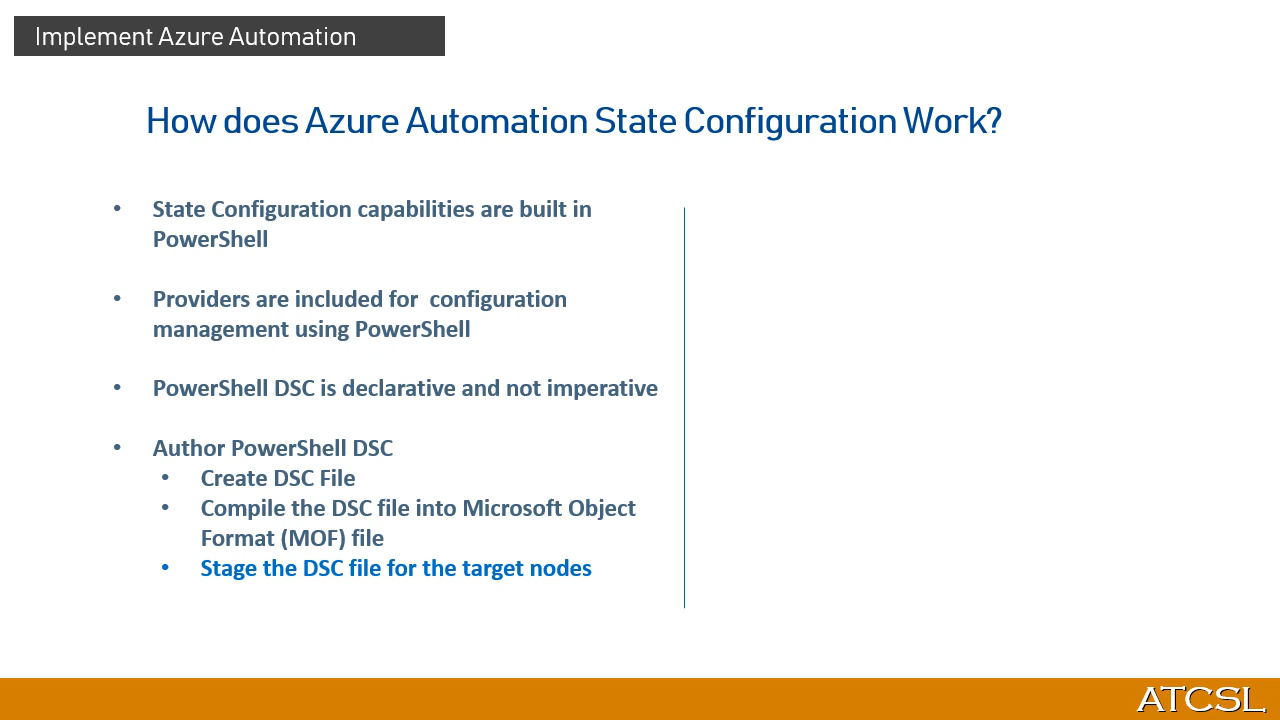 Implement Azure Automation
How does Azure Automation State Configuration Work?
• State Configuration capabilities are built in
PowerShell
• Providers are included for  configuration
management using PowerShell
• PowerShell DSC is declarative and not imperative
• Author PowerShell DSC
• Create DSC File
• Compile the DSC file into Microsoft Object
Format (MOF) file
• Stage the DSC file for the target nodes
ATCSL